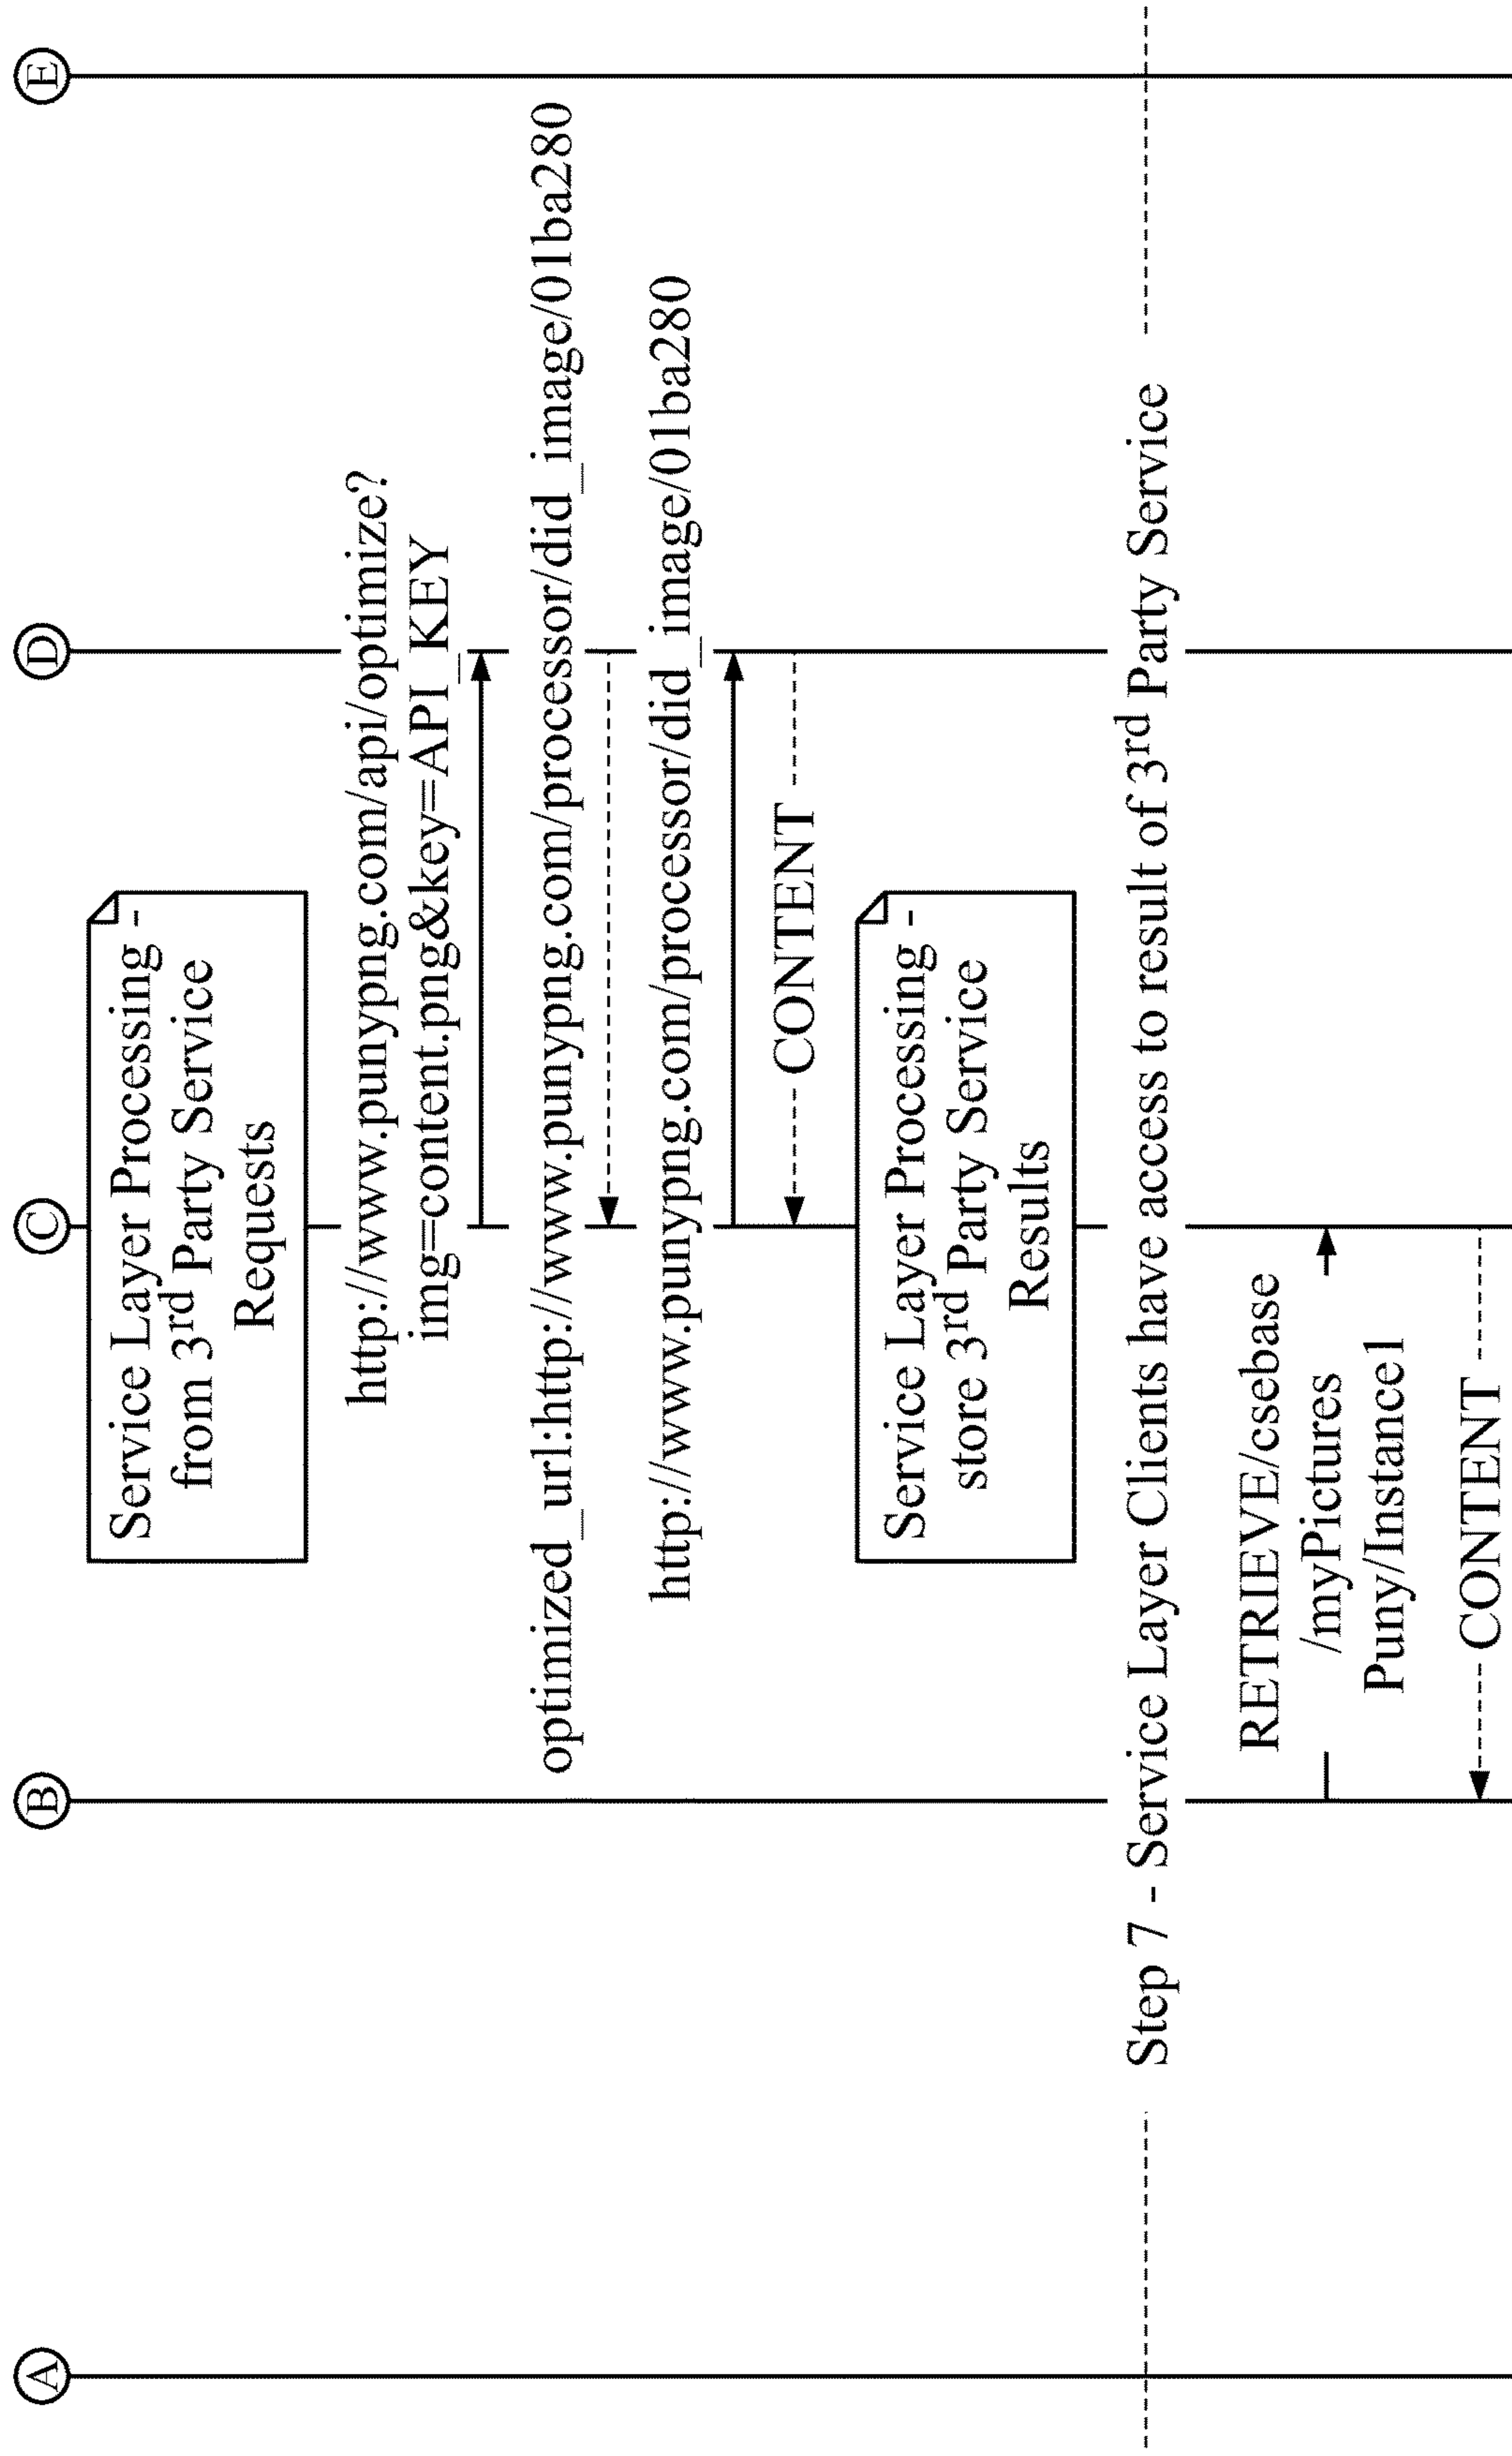 A
B
C
D
E
Service Layer Processing -
from 3rd Party Service
Requests
http://www.punypng.com/api/optimize?
img=content.png&key=API_KEY
optimized_url:http://www.punypng.com/processor/did_image/01ba280
http://www.punypng.com/processor/did_image/01ba280
CONTENT
Service Layer Processing -
store 3rd Party Service
Results
Step 7 - Service Layer Clients have access to result of 3rd Party Service
RETRIEVE/csebase
/myPictures
Puny/Instance1
CONTENT